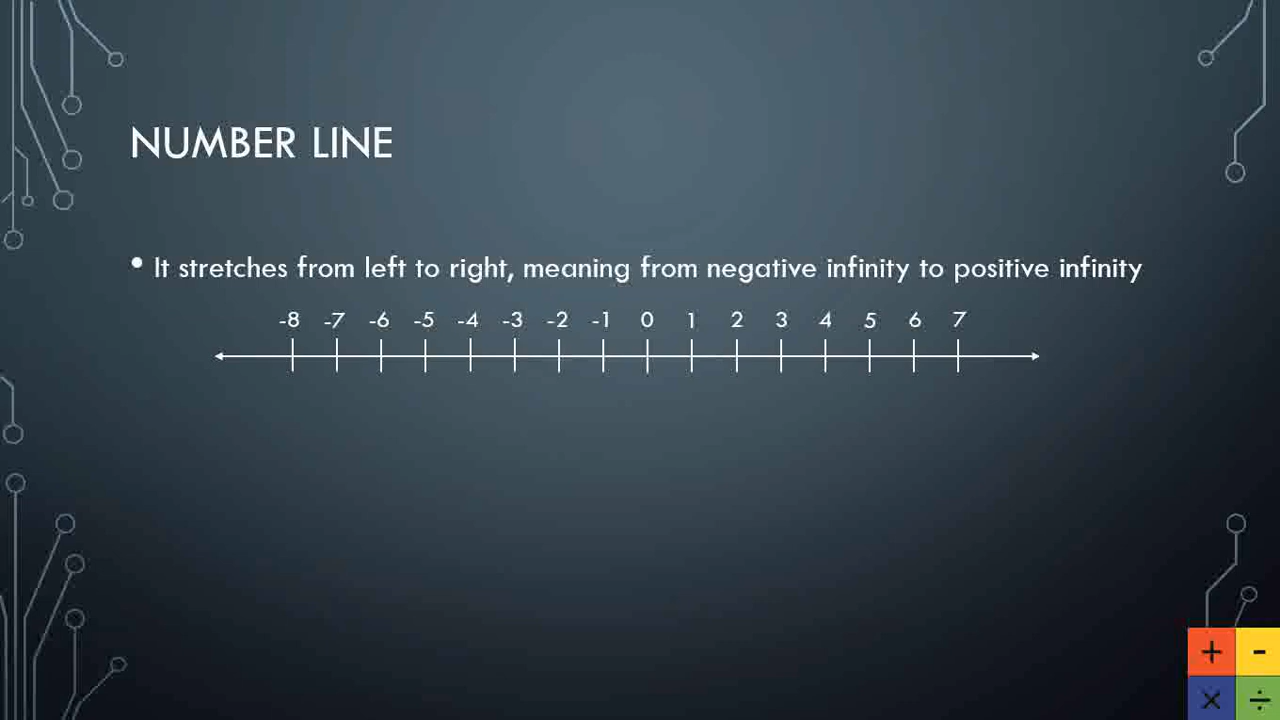 NUMBER LINE
• It stretches from left to right, meaning from negative infinity to positive infinity
-8 -7 -6 -5 -4 -3 -2 -1 0 1 2 3 4 5 6 7
+ -
× ÷